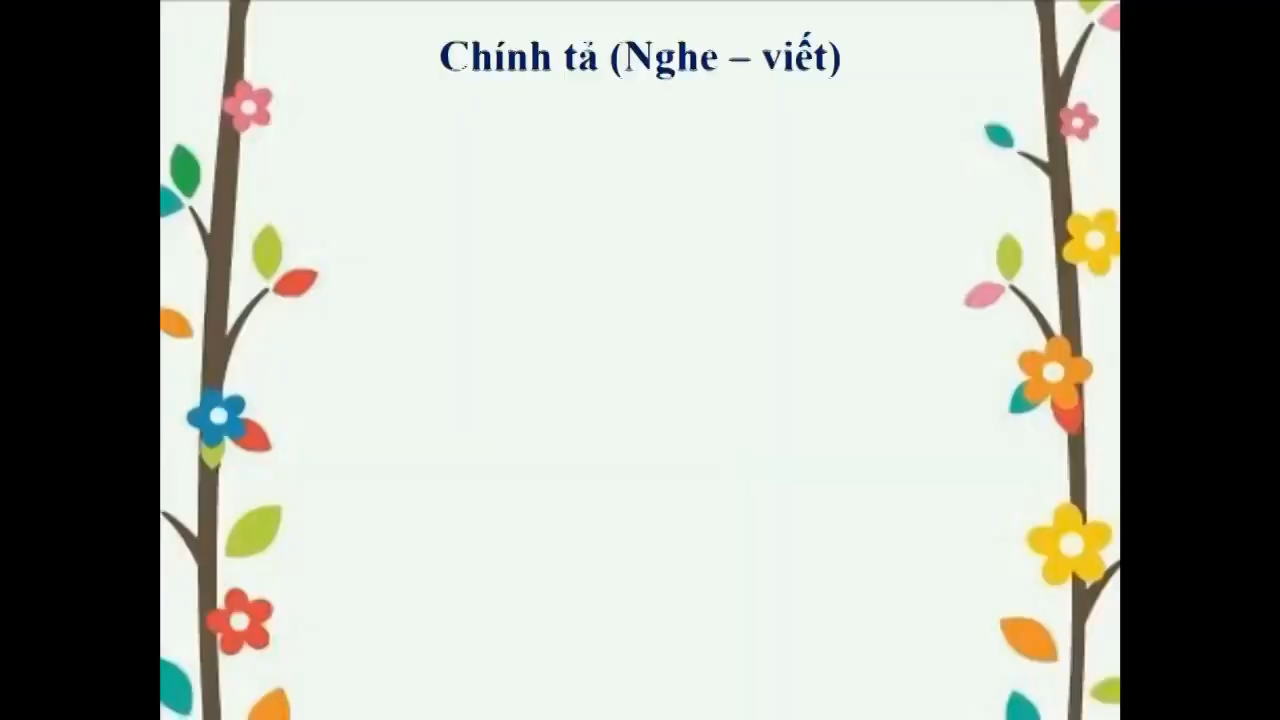 Chính tả (Nghe – viết)